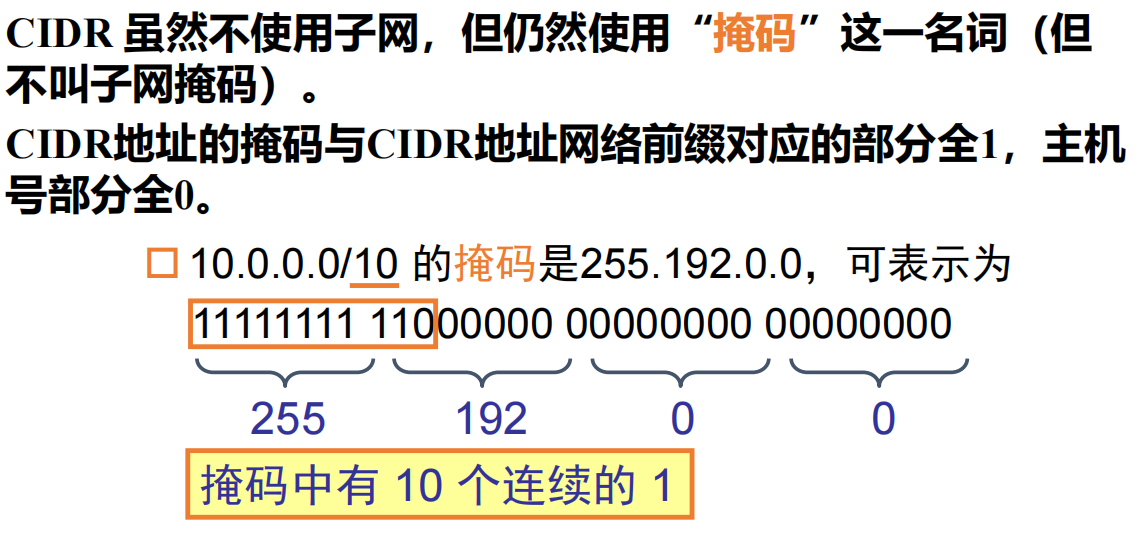 CIDR 虽然不使用子网，但仍然使用“掩码”这一名词（但
不叫子网掩码）。
CIDR地址的掩码与CIDR地址网络前缀对应的部分全1，主机
号部分全0。
10.0.0.0/10 的掩码是255.192.0.0，可表示为
11111111 11000000 00000000 00000000
255 192 0 0
掩码中有 10 个连续的 1